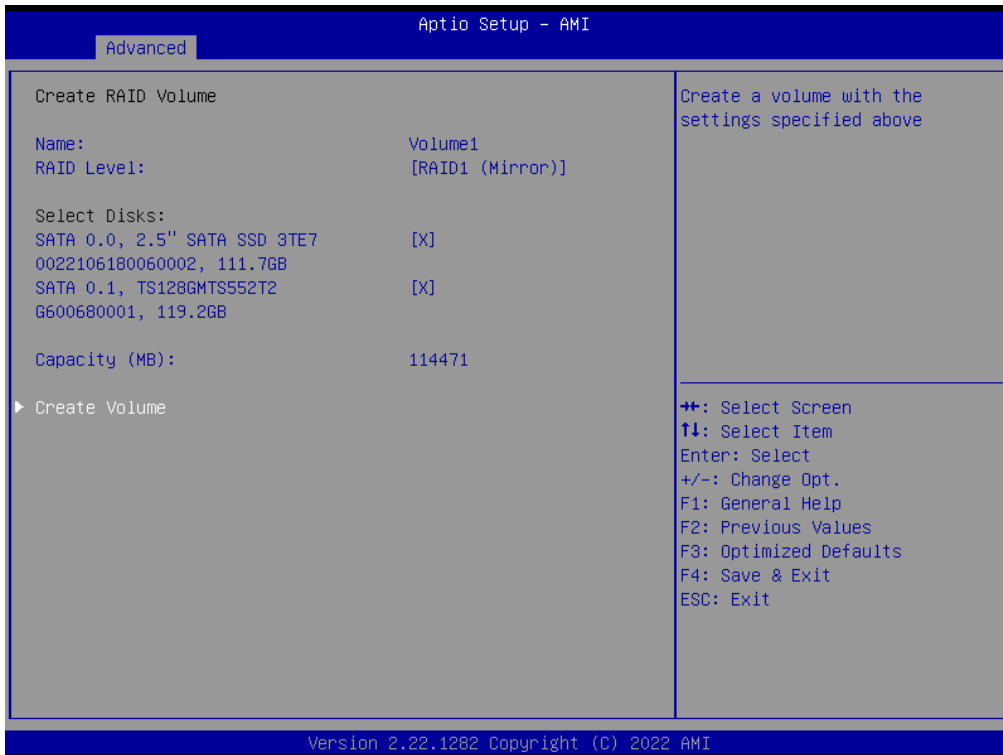 Aptio Setup – AMI
Advanced
Create RAID Volume
Name: Volume1
RAID Level: [RAID1 (Mirror)]
Select Disks:
SATA 0.0, 2.5" SATA SSD 3TE7 [X]
0022106180060002, 111.7GB
SATA 0.1, TS128GMTS552T2 [X]
G600680001, 119.2GB
Capacity (MB): 114471
▶ Create Volume
Create a volume with the
settings specified above
→←: Select Screen
↑↓: Select Item
Enter: Select
+/-: Change Opt.
F1: General Help
F2: Previous Values
F3: Optimized Defaults
F4: Save & Exit
ESC: Exit
Version 2.22.1282 Copyright (C) 2022 AMI